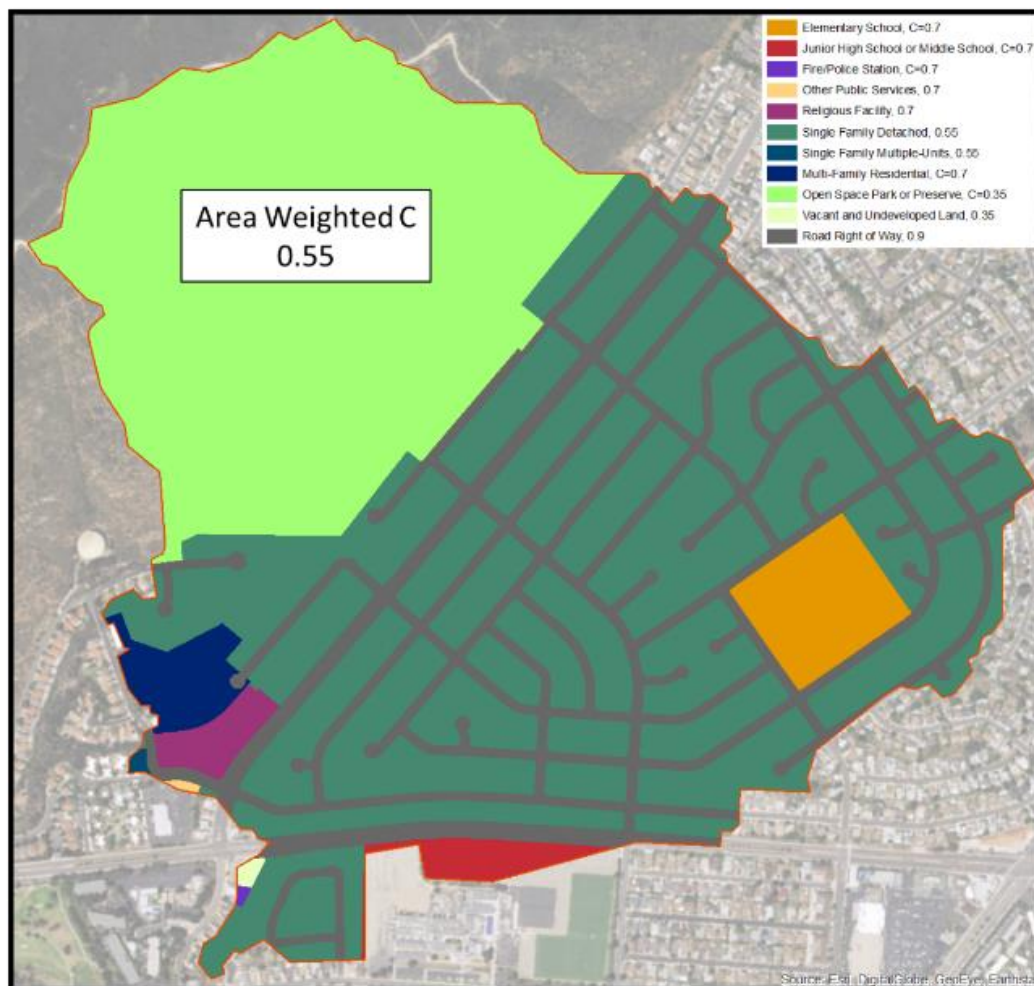 Elementary School, C=0.7
Junior High School or Middle School, C=0.7
Fire/Police Station, C=0.7
Other Public Services, 0.7
Religious Facility, 0.7
Single Family Detached, 0.55
Single Family Multiple-Units, 0.55
Multi-Family Residential, C=0.7
Open Space Park or Preserve, C=0.35
Vacant and Undeveloped Land, 0.35
Road Right of Way, 0.9
Area Weighted C
0.55
Source: Esri, DigitalGlobe, GeoEye, Earthsta